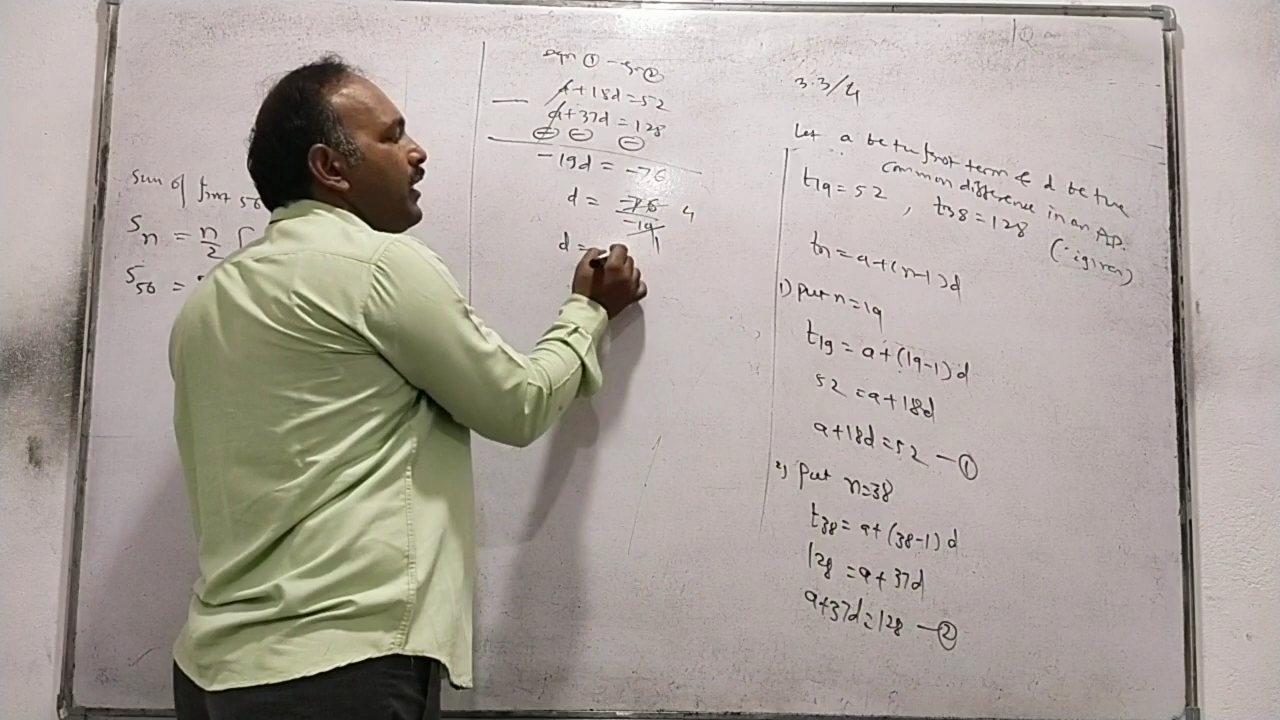 3.3/4
Let a be the first term & d be the
common difference in an A.P.
t19 = 52 , t38 = 128 (∵ given)
tn = a+(n-1)d
1) Put n=19
t19 = a+(19-1)d
52 = a+18d
a+18d=52 —①
2) Put n=38
t38 = a+(38-1)d
128 = a+37d
a+37d=128 —②
eqn ① - eqn ②
a+18d=52
— a+37d=128
⊖ ⊖ ⊖
-19d = -76
d = -76/-19 4 1
d =
Sum of first 56
Sn = n/2 [
S56 =